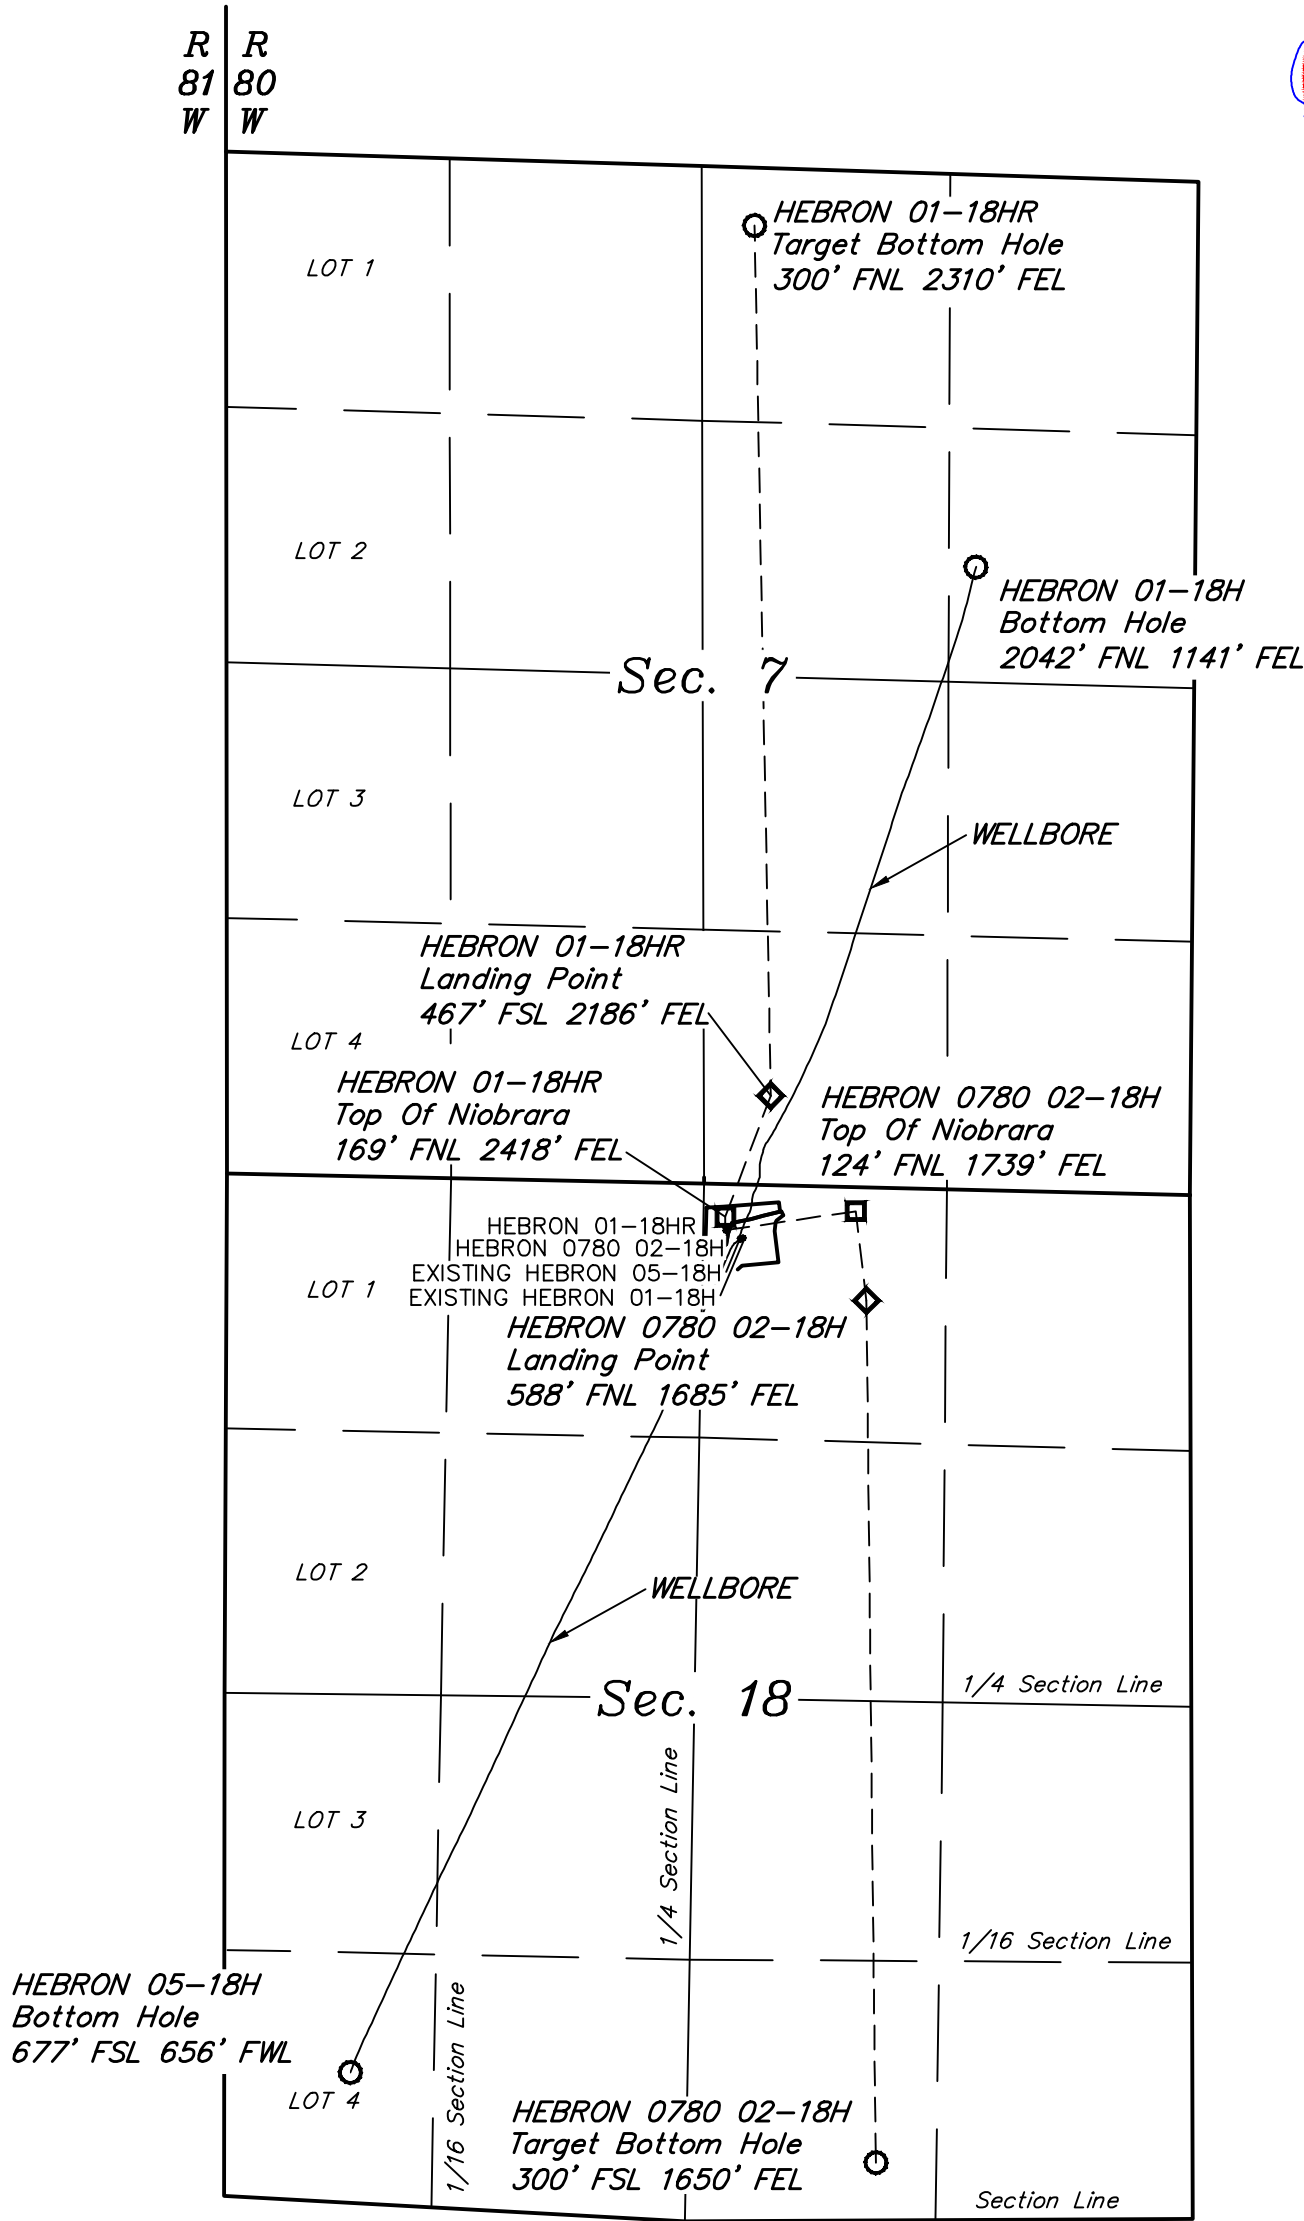 R R
81 80
W W
HEBRON 01-18HR
Target Bottom Hole
300' FNL 2310' FEL
LOT 1
LOT 2
HEBRON 01-18H
Bottom Hole
2042' FNL 1141' FEL
Sec. 7
LOT 3
WELLBORE
HEBRON 01-18HR
Landing Point
467' FSL 2186' FEL
LOT 4
HEBRON 01-18HR
Top Of Niobrara
169' FNL 2418' FEL
HEBRON 0780 02-18H
Top Of Niobrara
124' FNL 1739' FEL
HEBRON 01-18HR
HEBRON 0780 02-18H
EXISTING HEBRON 05-18H
EXISTING HEBRON 01-18H
LOT 1
HEBRON 0780 02-18H
Landing Point
588' FNL 1685' FEL
LOT 2
WELLBORE
Sec. 18
1/4 Section Line
1/4 Section Line
LOT 3
1/16 Section Line
HEBRON 05-18H
Bottom Hole
677' FSL 656' FWL
LOT 4
1/16 Section Line
HEBRON 0780 02-18H
Target Bottom Hole
300' FSL 1650' FEL
Section Line